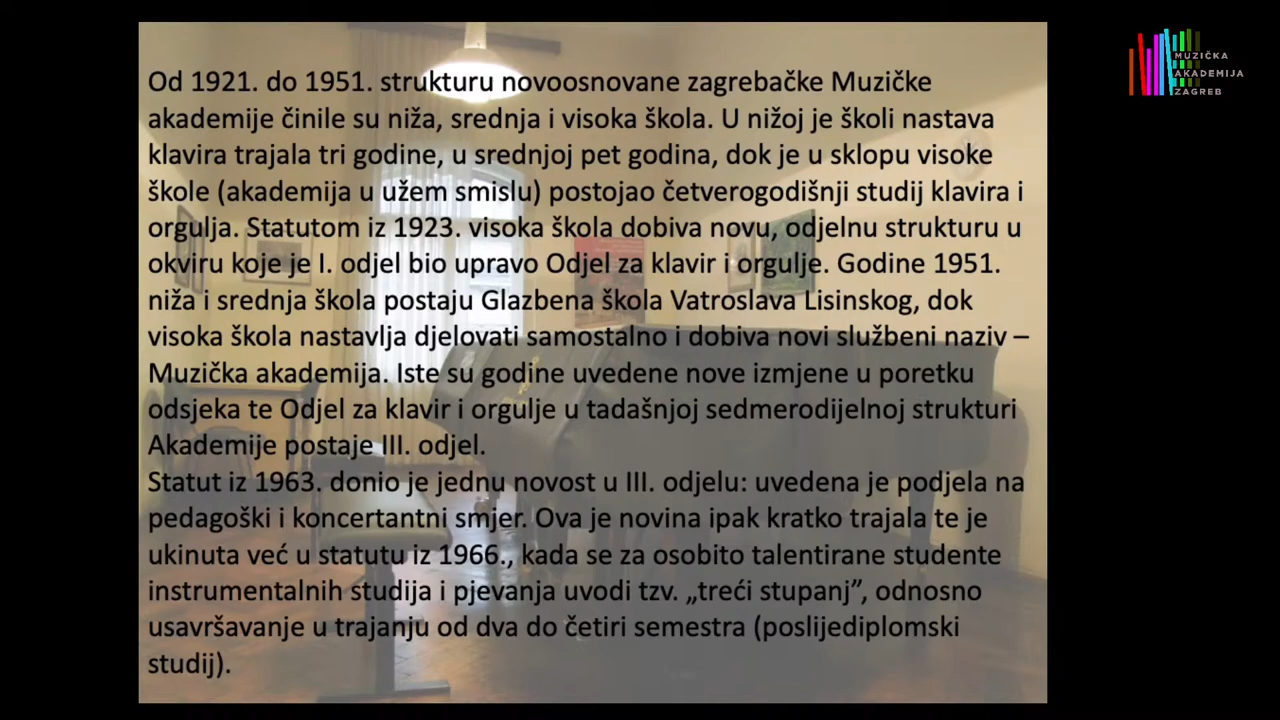 Od 1921. do 1951. strukturu novoosnovane zagrebačke Muzičke
akademije činile su niža, srednja i visoka škola. U nižoj je školi nastava
klavira trajala tri godine, u srednjoj pet godina, dok je u sklopu visoke
škole (akademija u užem smislu) postojao četverogodišnji studij klavira i
orgulja. Statutom iz 1923. visoka škola dobiva novu, odjelnu strukturu u
okviru koje je I. odjel bio upravo Odjel za klavir i orgulje. Godine 1951.
niža i srednja škola postaju Glazbena škola Vatroslava Lisinskog, dok
visoka škola nastavlja djelovati samostalno i dobiva novi službeni naziv –
Muzička akademija. Iste su godine uvedene nove izmjene u poretku
odsjeka te Odjel za klavir i orgulje u tadašnjoj sedmerodijelnoj strukturi
Akademije postaje III. odjel.
Statut iz 1963. donio je jednu novost u III. odjelu: uvedena je podjela na
pedagoški i koncertantni smjer. Ova je novina ipak kratko trajala te je
ukinuta već u statutu iz 1966., kada se za osobito talentirane studente
instrumentalnih studija i pjevanja uvodi tzv. „treći stupanj”, odnosno
usavršavanje u trajanju od dva do četiri semestra (poslijediplomski
studij).
MUZIČKA
AKADEMIJA
ZAGREB